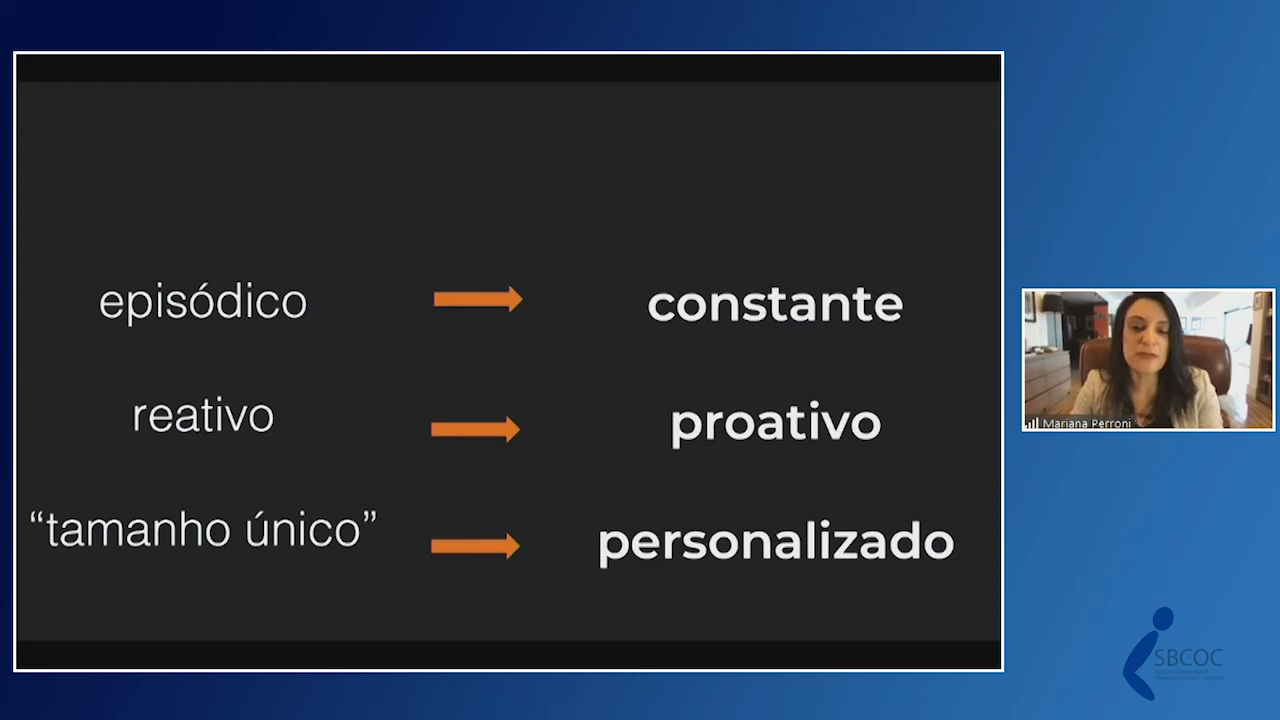 episódico
constante
reativo
proativo
“tamanho único”
personalizado
Mariana Perroni
SBCOC